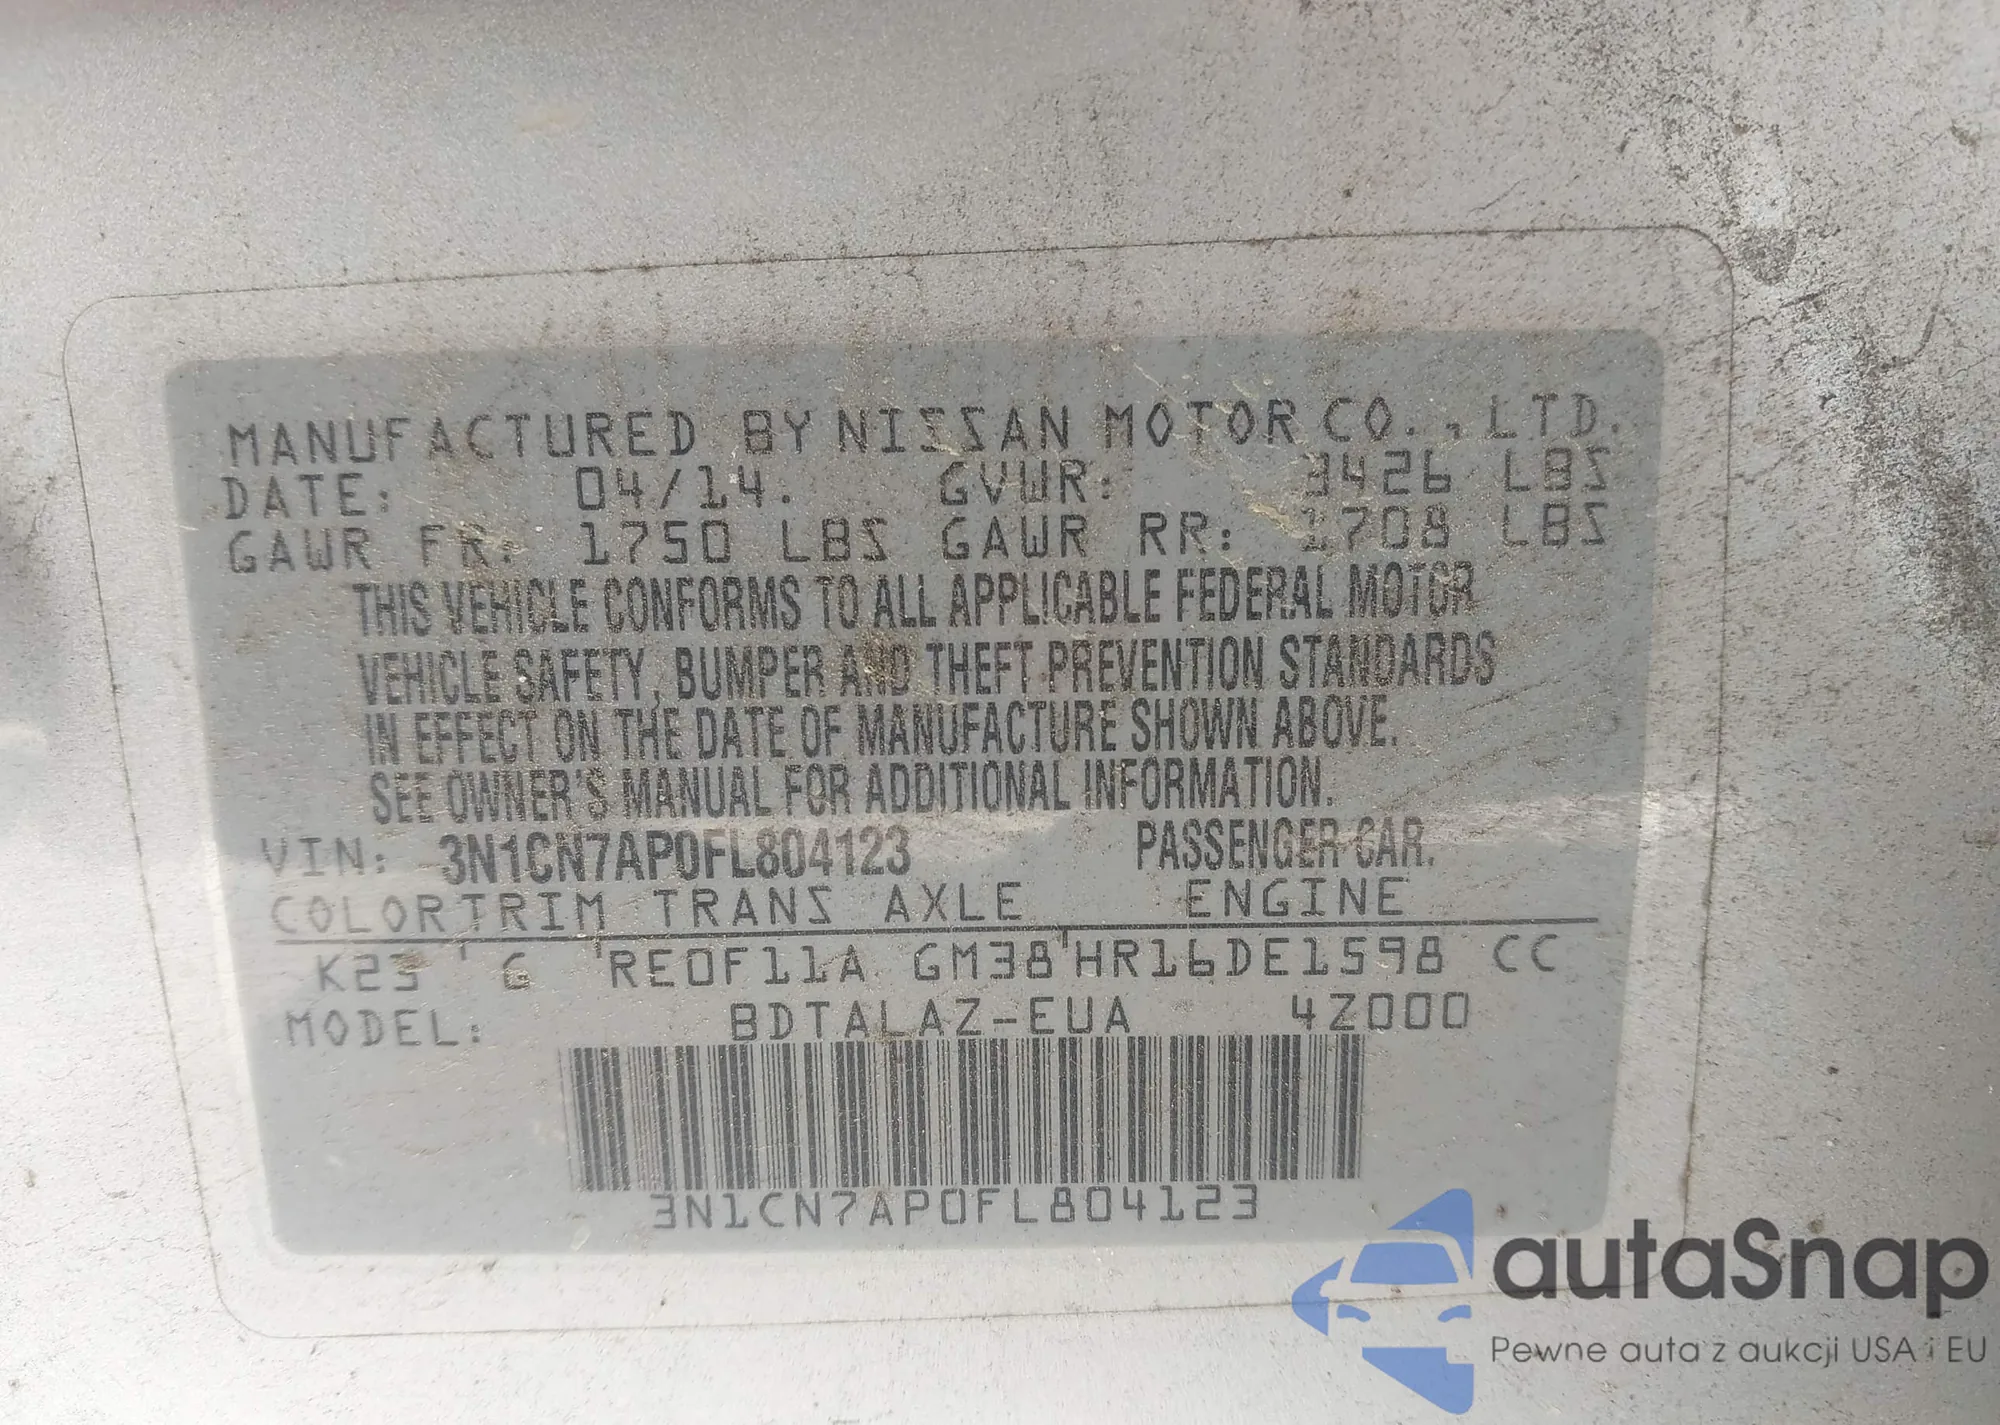 MANUFACTURED BY NISSAN MOTOR CO., LTD.
DATE: 04/14. GVWR: 3426 LBS
GAWR FR: 1750 LBS GAWR RR: 1708 LBS
THIS VEHICLE CONFORMS TO ALL APPLICABLE FEDERAL MOTOR
VEHICLE SAFETY, BUMPER AND THEFT PREVENTION STANDARDS
IN EFFECT ON THE DATE OF MANUFACTURE SHOWN ABOVE.
SEE OWNER'S MANUAL FOR ADDITIONAL INFORMATION.
VIN: 3N1CN7AP0FL804123 PASSENGER CAR.
COLOR TRIM TRANS AXLE ENGINE
K23 ' G 'RE0F11A GM38'HR16DE1598 CC
MODEL: BDTALAZ-EUA 4Z000
3N1CN7AP0FL804123
autaSnap
Pewne auta z aukcji USA i EU